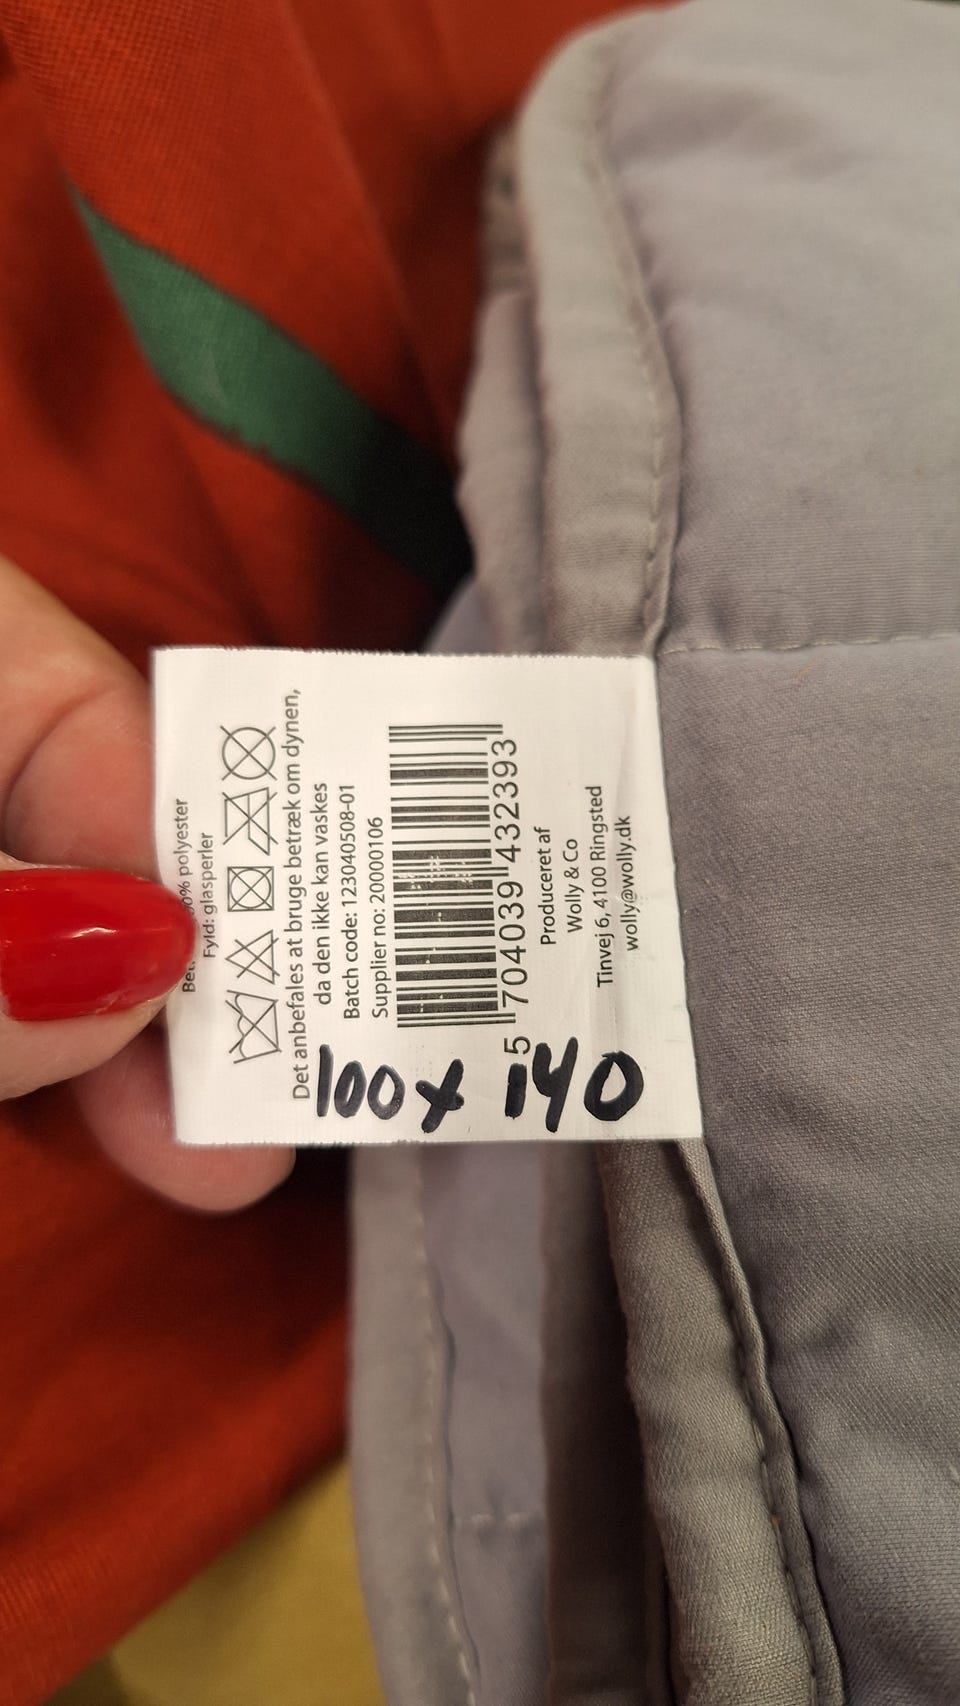 % polyester
Fyld: glasperler
Det anbefales at bruge betræk om dynen,
da den ikke kan vaskes
Batch code: 123040508-01
Supplier no: 20000106
5 704039 432393
Produceret af
Wolly & Co
Tinvej 6, 4100 Ringsted
wolly@wolly.dk
100x 140